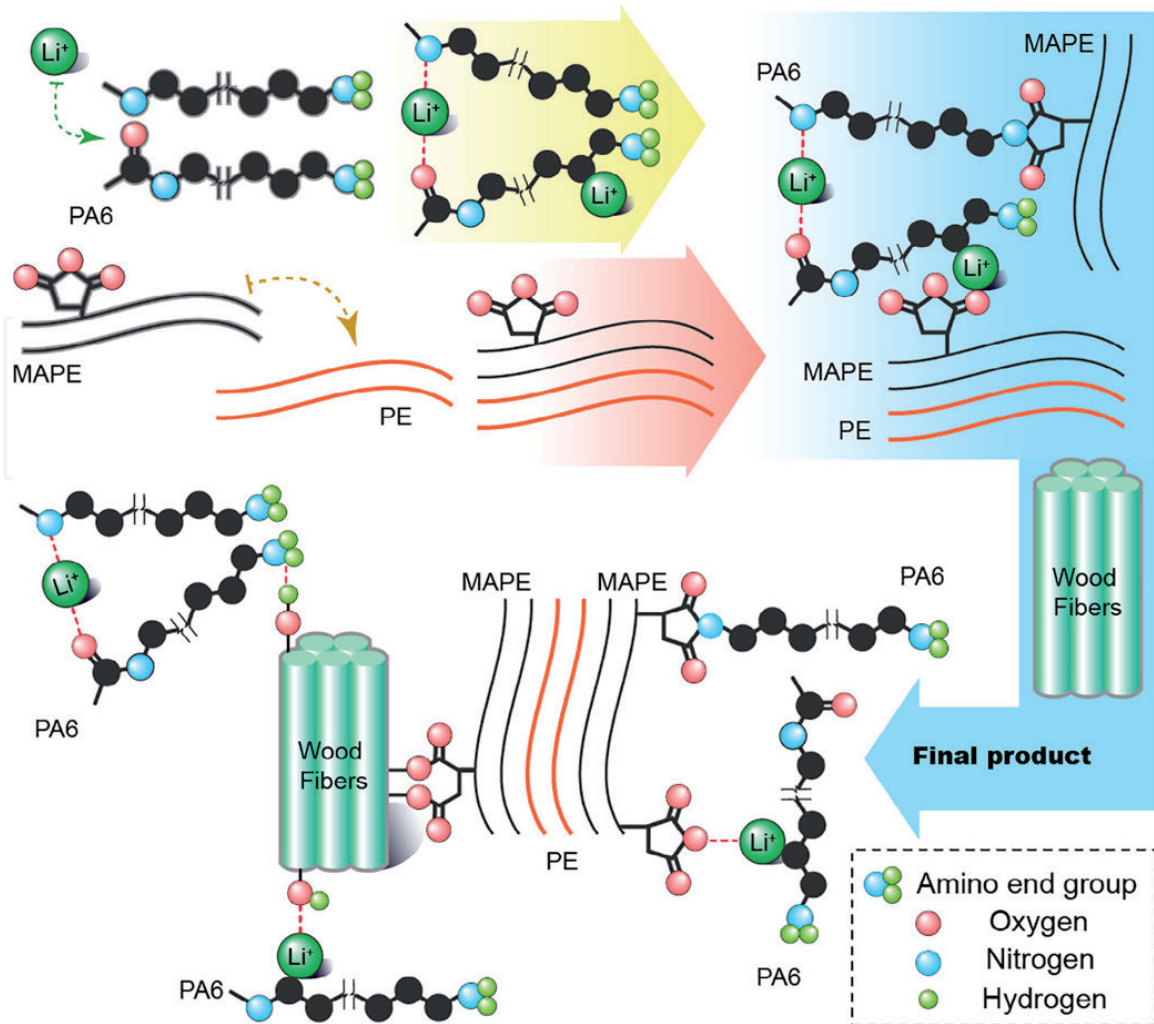 Li⁺
PA6
Li⁺
Li⁺
MAPE
PA6
Li⁺
Li⁺
MAPE
PE
MAPE
PE
Wood
Fibers
Li⁺
PA6
Wood
Fibers
MAPE
MAPE
PA6
PE
Li⁺
PA6
Li⁺
PA6
Final product
Amino end group
Oxygen
Nitrogen
Hydrogen